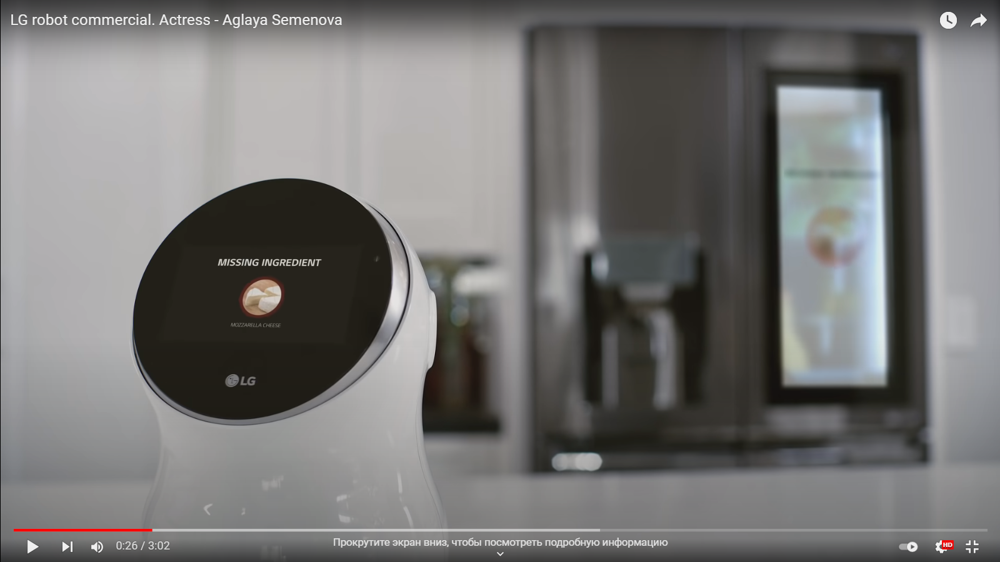 LG robot commercial. Actress - Aglaya Semenova
MISSING INGREDIENT
MOZZARELLA CHEESE
LG
0:26 / 3:02
Прокрутите экран вниз, чтобы посмотреть подробную информацию
HD